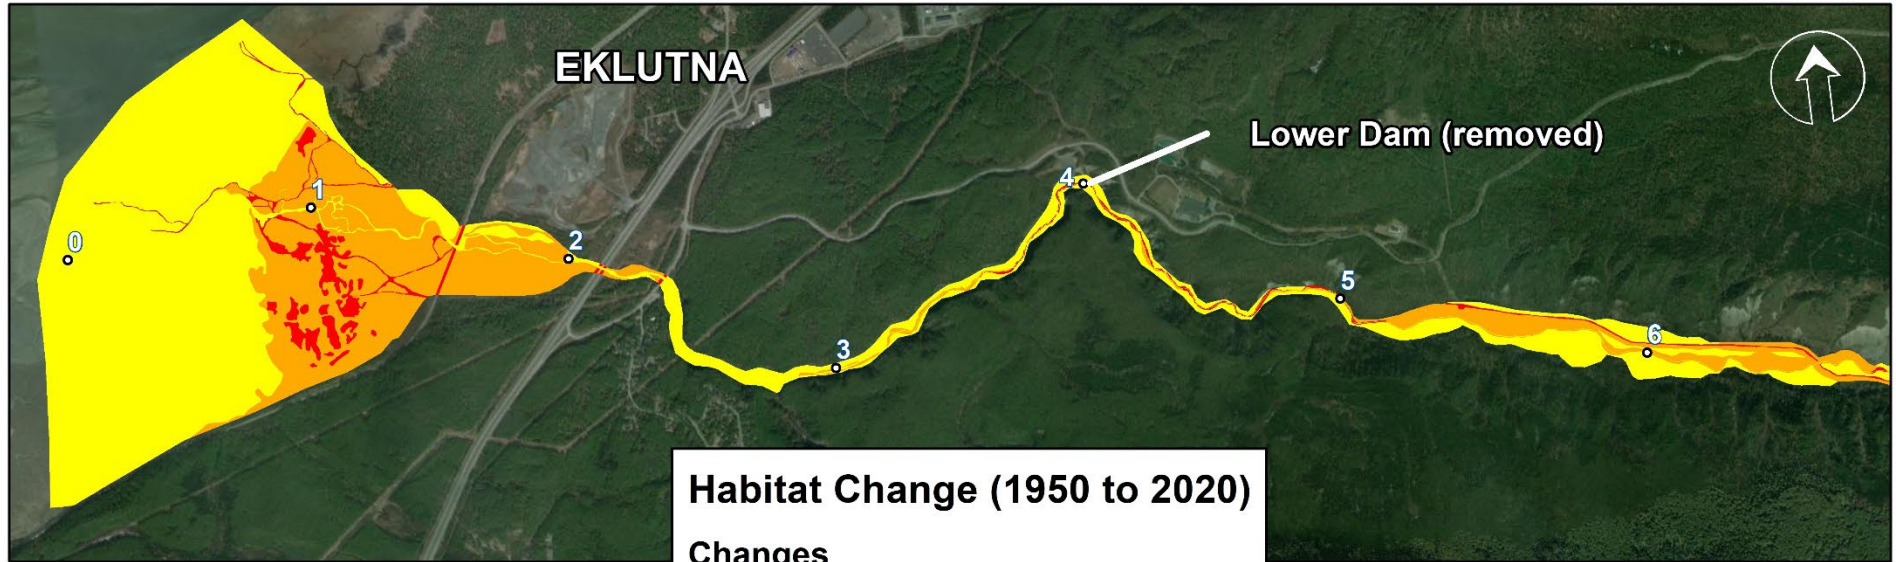 EKLUTNA
Lower Dam (removed)
4
1
0
2
5
6
3
Habitat Change (1950 to 2020)
Changes